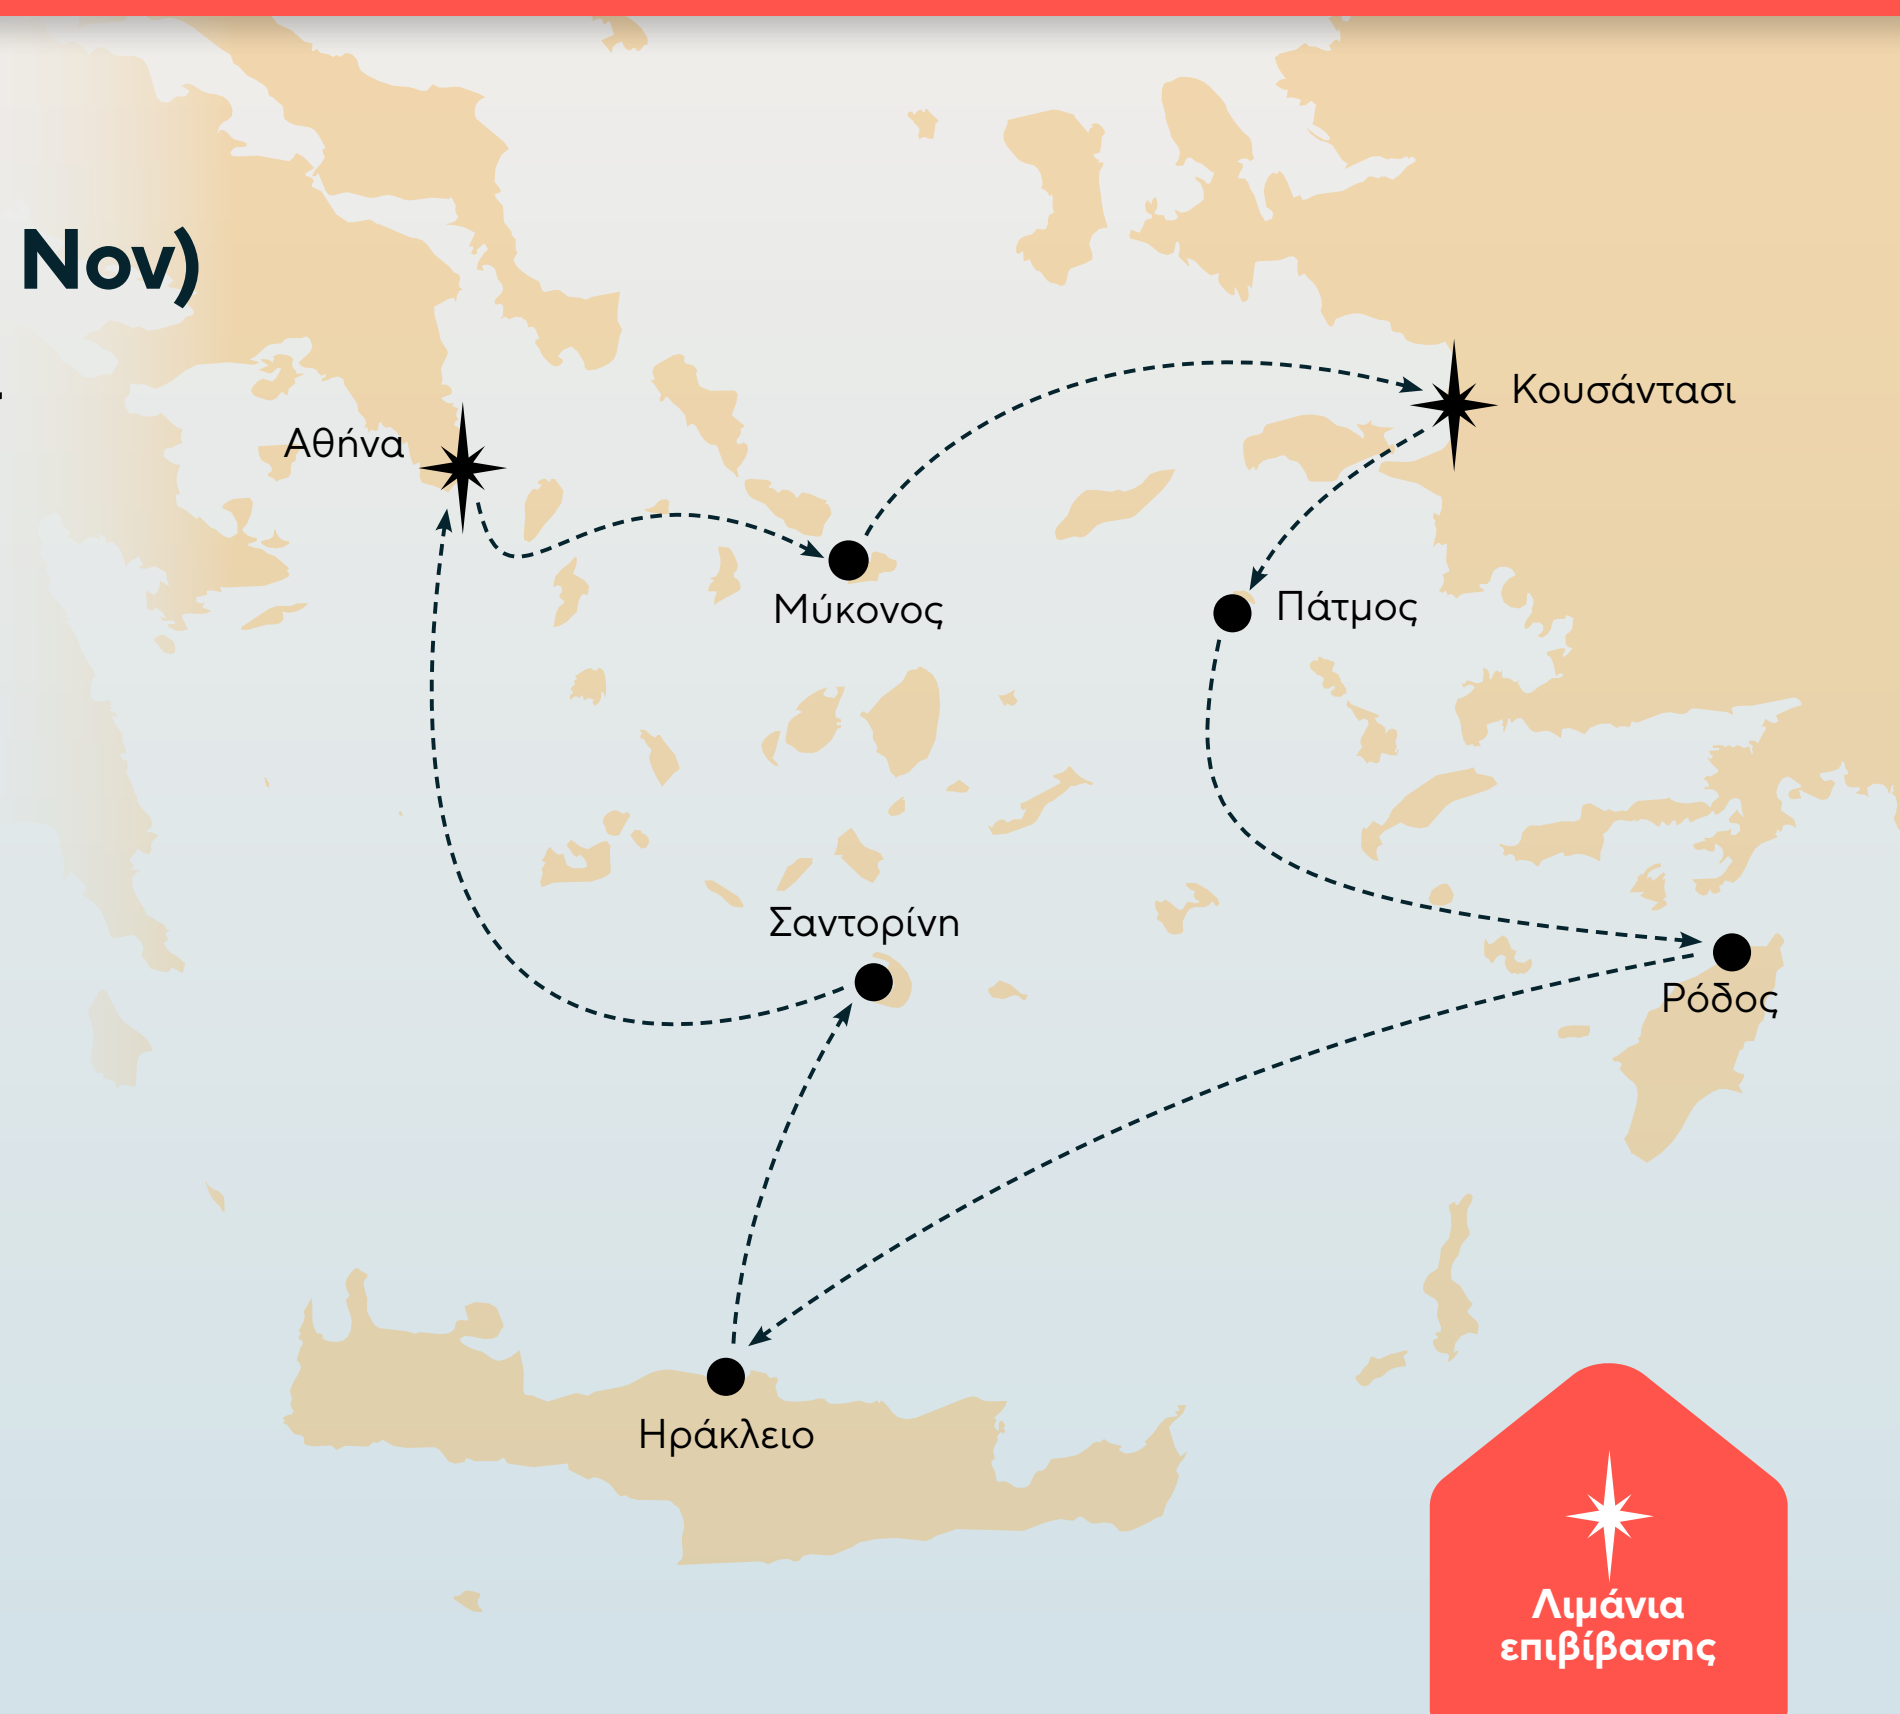 Nov)
Κουσάντασι
Αθήνα
Μύκονος
Πάτμος
Σαντορίνη
Ρόδος
Ηράκλειο
Λιμάνια
επιβίβασης